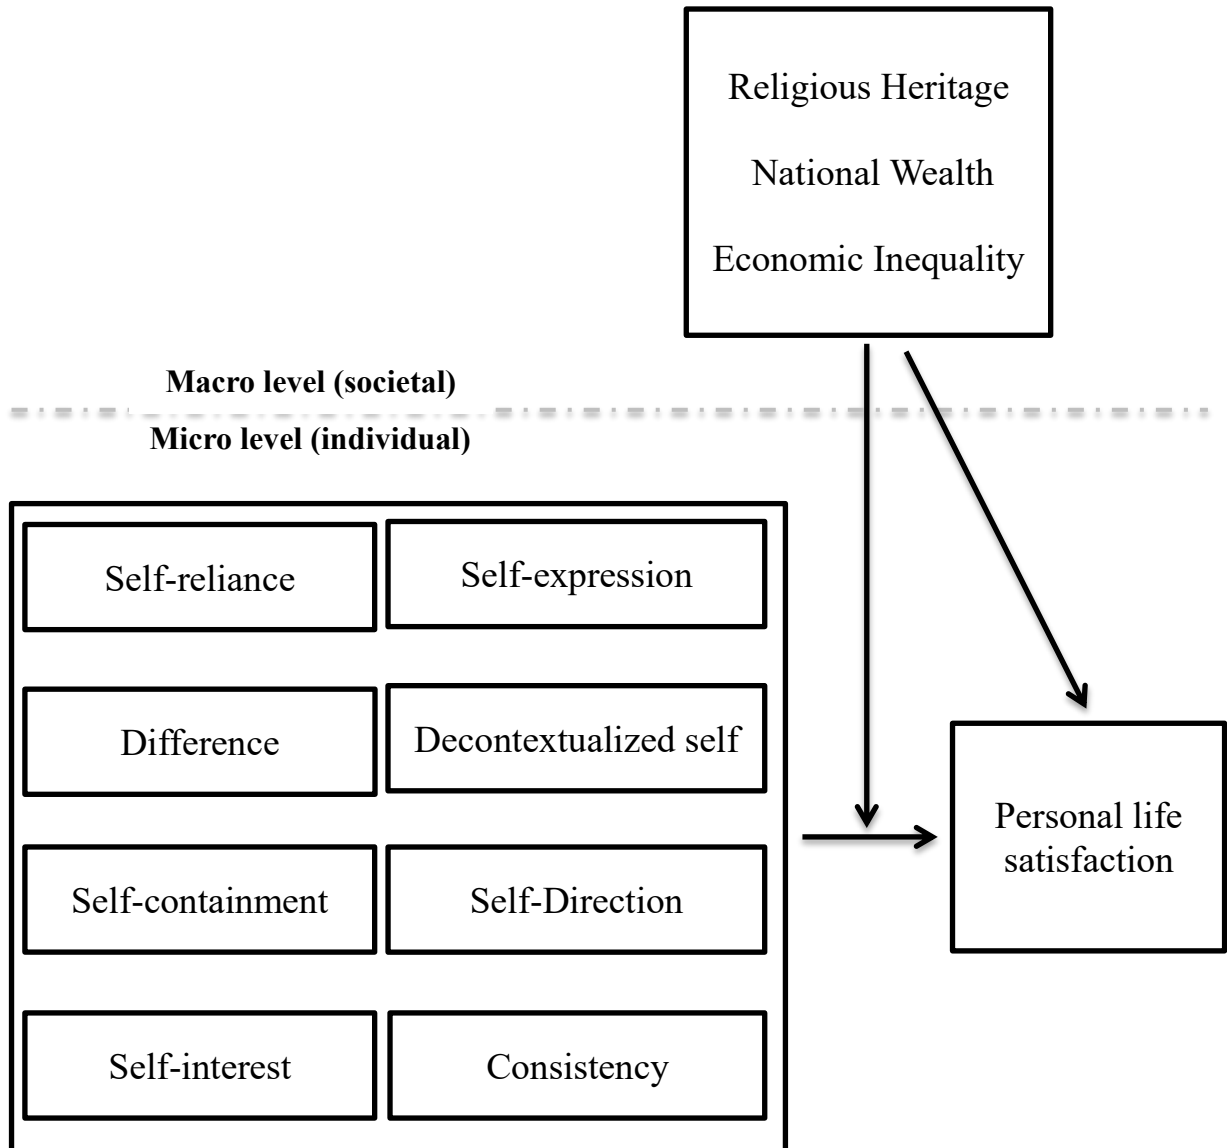 Religious Heritage
National Wealth
Economic Inequality
Macro level (societal)
Micro level (individual)
Self-reliance
Self-expression
Difference
Decontextualized self
Self-containment
Self-Direction
Self-interest
Consistency
Personal life
satisfaction